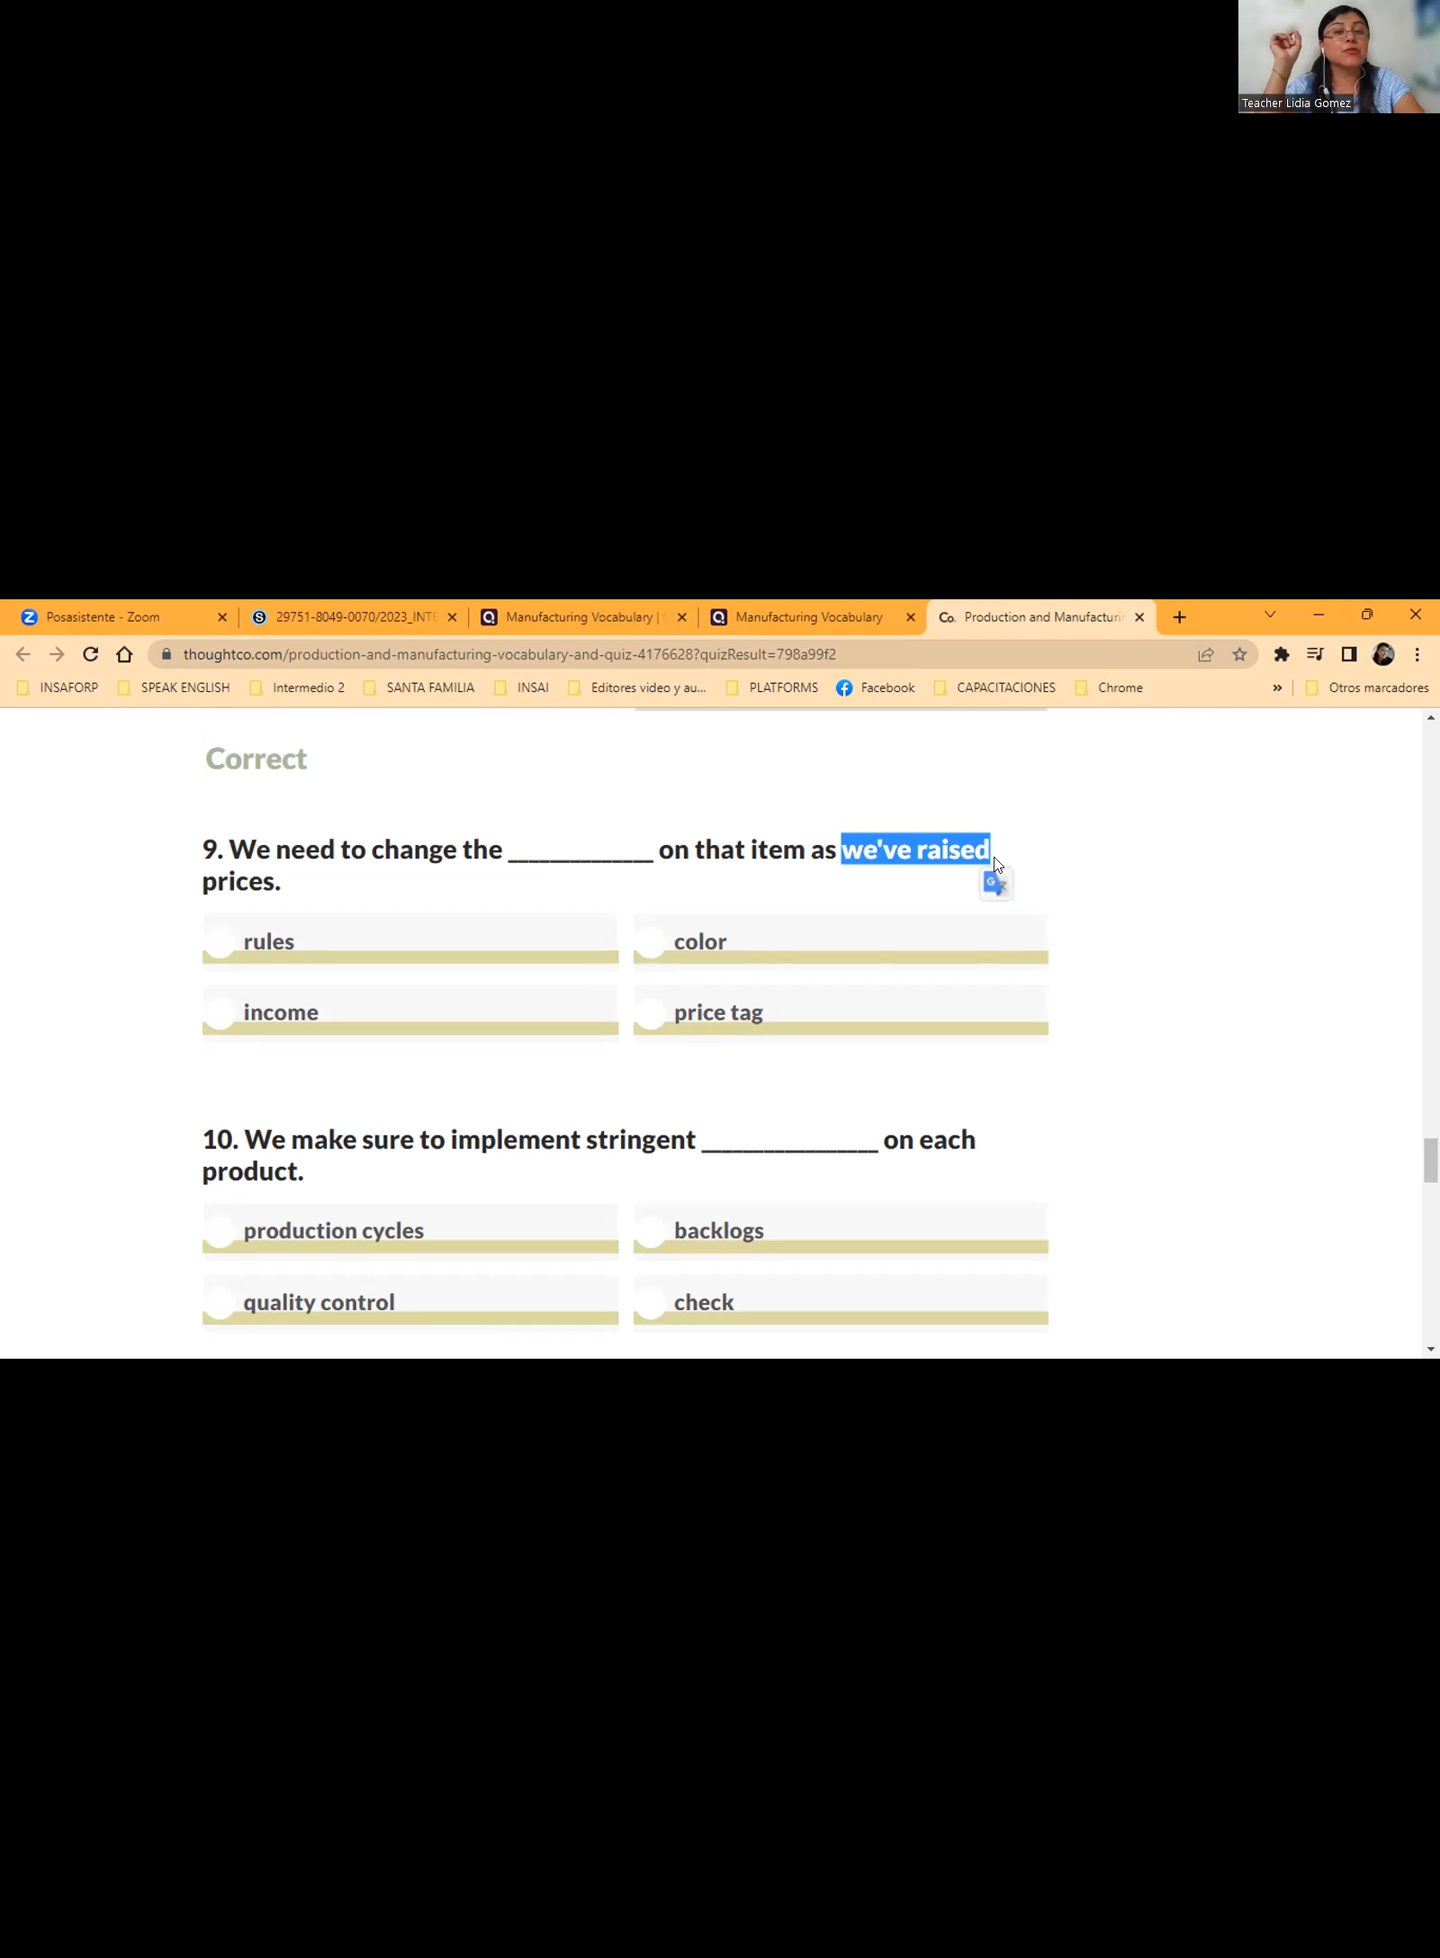 Teacher Lidia Gomez
Posasistente - Zoom
29751-8049-0070/2023_INTE
Manufacturing Vocabulary |
Manufacturing Vocabulary
Co. Production and Manufacturin
thoughtco.com/production-and-manufacturing-vocabulary-and-quiz-4176628?quizResult=798a99f2
INSAFORP SPEAK ENGLISH Intermedio 2 SANTA FAMILIA INSAI Editores video y au... PLATFORMS Facebook CAPACITACIONES Chrome » Otros marcadores
Correct
9. We need to change the _____________ on that item as we've raised
prices.
rules
color
income
price tag
10. We make sure to implement stringent ________________ on each
product.
production cycles
backlogs
quality control
check